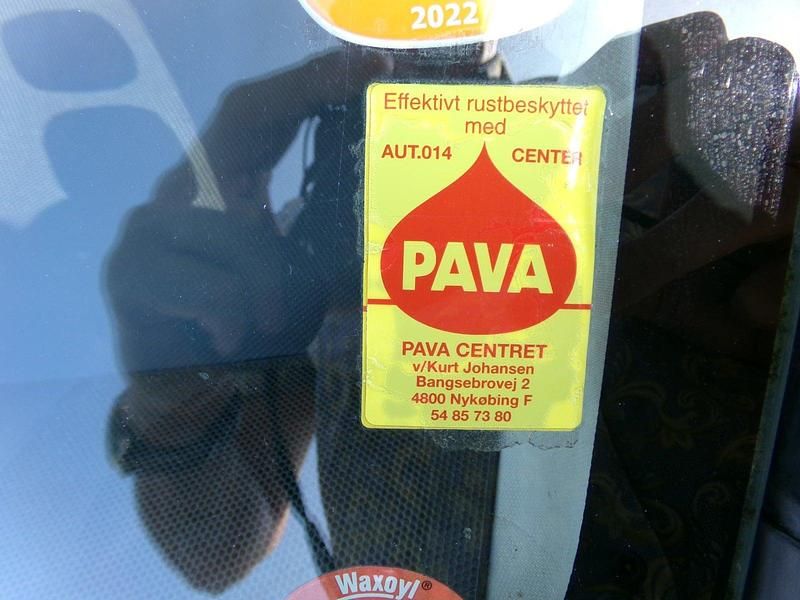 2022
Effektivt rustbeskyttet
med
AUT.014 CENTER
PAVA
PAVA CENTRET
v/Kurt Johansen
Bangsebrovej 2
4800 Nykøbing F
54 85 73 80
Waxoyl®